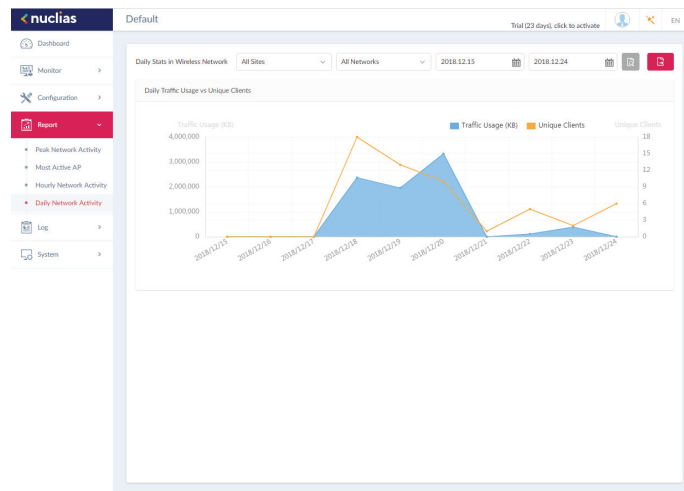 nuclias
Default
Trial (23 days), click to activate
EN
Dashboard
Monitor
Configuration
Report
Peak Network Activity
Most Active AP
Hourly Network Activity
Daily Network Activity
Log
System
Daily Stats in Wireless Network
All Sites
All Networks
2018.12.15
2018.12.24
Daily Traffic Usage vs Unique Clients
Traffic Usage (KB)
Traffic Usage (KB)
Unique Clients
Unique Clients
4,000,000
3,000,000
2,000,000
1,000,000
0
18
15
12
9
6
3
0
2018/12/15
2018/12/16
2018/12/17
2018/12/18
2018/12/19
2018/12/20
2018/12/21
2018/12/22
2018/12/23
2018/12/24